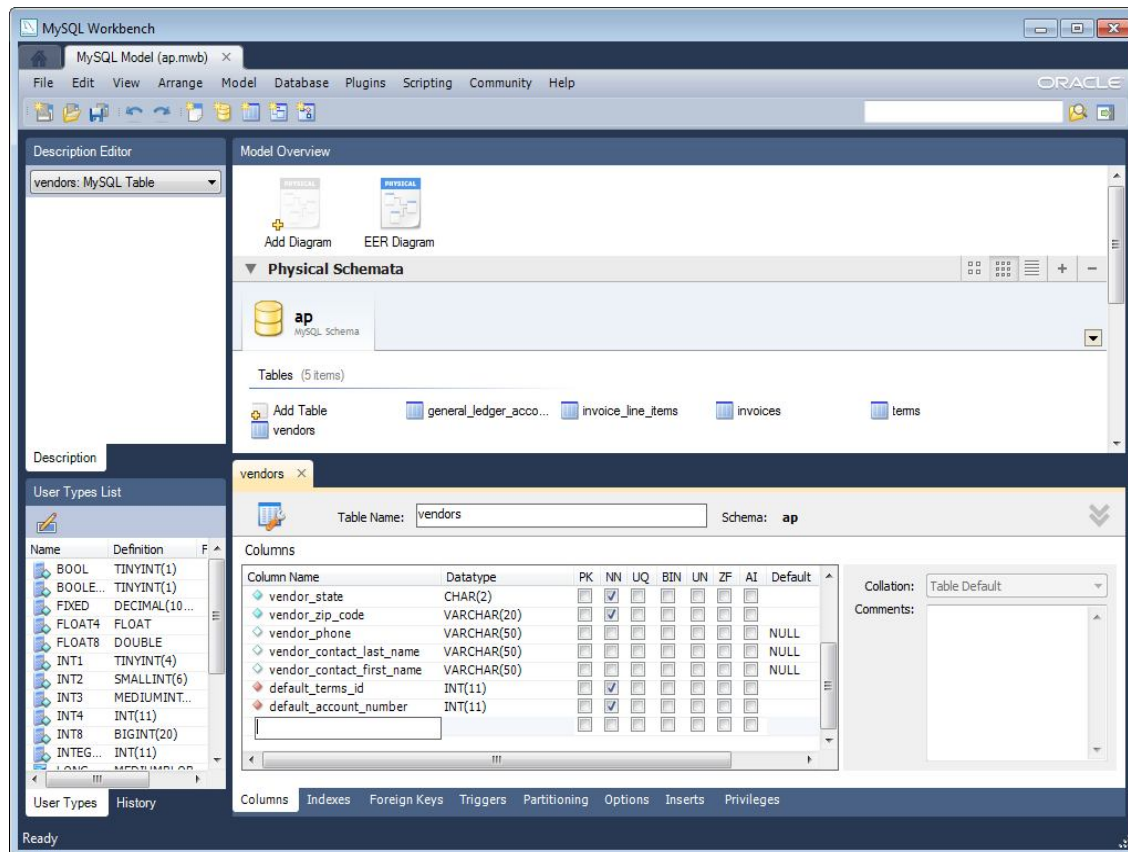 MySQL Workbench
MySQL Model (ap.mwb) ×
File Edit View Arrange Model Database Plugins Scripting Community Help ORACLE
Description Editor
vendors: MySQL Table
Description
Model Overview
PHYSICAL PHYSICAL
Add Diagram EER Diagram
Physical Schemata
ap
MySQL Schema
Tables (5 items)
Add Table general_ledger_acco... invoice_line_items invoices terms
vendors
User Types List
Name Definition F
BOOL TINYINT(1)
BOOLE... TINYINT(1)
FIXED DECIMAL(10...
FLOAT4 FLOAT
FLOAT8 DOUBLE
INT1 TINYINT(4)
INT2 SMALLINT(6)
INT3 MEDIUMINT...
INT4 INT(11)
INT8 BIGINT(20)
INTEG... INT(11)
User Types History
vendors ×
Table Name: vendors Schema: ap
Columns
Column Name Datatype PK NN UQ BIN UN ZF AI Default
vendor_state CHAR(2)
vendor_zip_code VARCHAR(20)
vendor_phone VARCHAR(50) NULL
vendor_contact_last_name VARCHAR(50) NULL
vendor_contact_first_name VARCHAR(50) NULL
default_terms_id INT(11)
default_account_number INT(11)
Collation: Table Default
Comments:
Columns Indexes Foreign Keys Triggers Partitioning Options Inserts Privileges
Ready